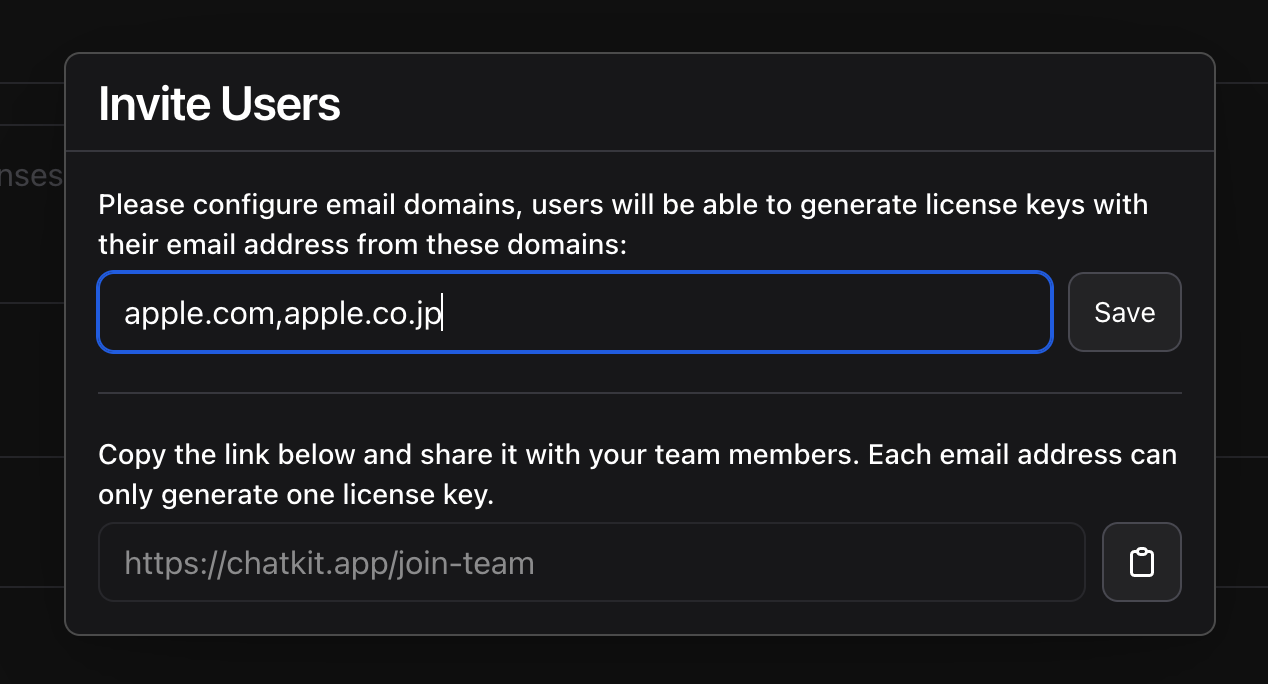 Invite Users
nses
Please configure email domains, users will be able to generate license keys with
their email address from these domains:
apple.com,apple.co.jp
Save
Copy the link below and share it with your team members. Each email address can
only generate one license key.
https://chatkit.app/join-team